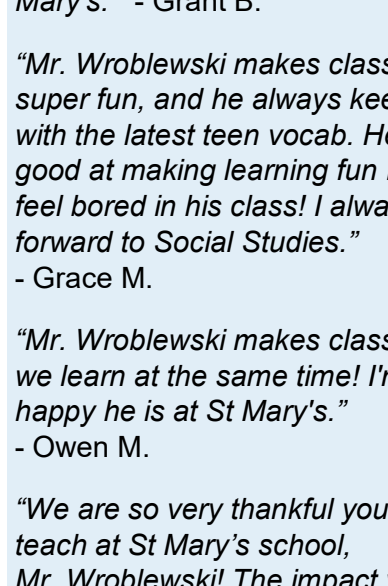 Mary's." - Grant B.
“Mr. Wroblewski makes class
super fun, and he always
with the latest teen vocab.
good at making learning fun
feel bored in his class! I
forward to Social Studies.”
- Grace M.
“Mr. Wroblewski makes class
we learn at the same time!
happy he is at St Mary's.”
- Owen M.
“We are so very thankful you
teach at St Mary’s school,
Mr. Wroblewski! The impact